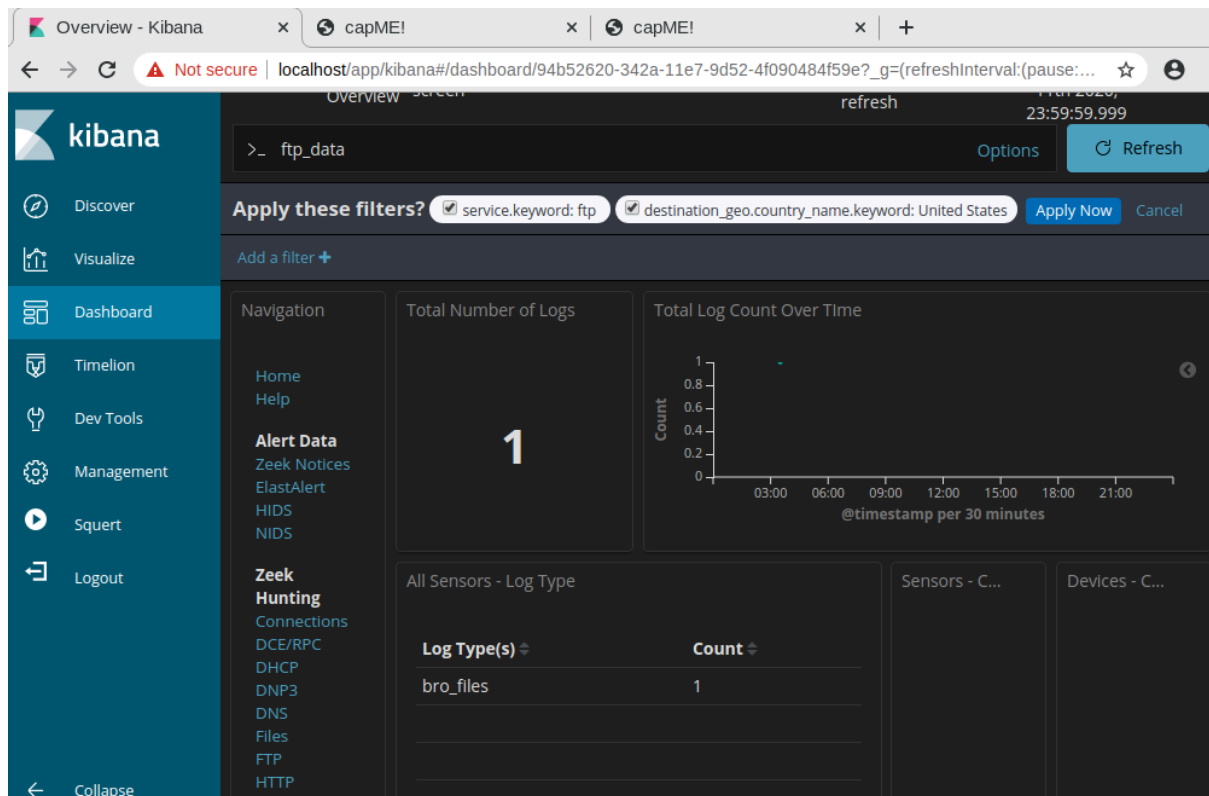 Overview - Kibana
capME!
capME!
Not secure | localhost/app/kibana#/dashboard/94b52620-342a-11e7-9d52-4f090484f59e?_g=(refreshInterval:(pause:...
kibana
Discover
Visualize
Dashboard
Timelion
Dev Tools
Management
Squert
Logout
Collapse
Overview screen
refresh
11th 2020,
23:59:59.999
>_ ftp_data
Options
Refresh
Apply these filters? service.keyword: ftp destination_geo.country_name.keyword: United States Apply Now Cancel
Add a filter +
Navigation
Home
Help
Alert Data
Zeek Notices
ElastAlert
HIDS
NIDS
Zeek
Hunting
Connections
DCE/RPC
DHCP
DNP3
DNS
Files
FTP
HTTP
Total Number of Logs
1
Total Log Count Over TIme
Count
1
0.8
0.6
0.4
0.2
0
03:00 06:00 09:00 12:00 15:00 18:00 21:00
@timestamp per 30 minutes
All Sensors - Log Type
Log Type(s) Count
bro_files 1
Sensors - C...
Devices - C...